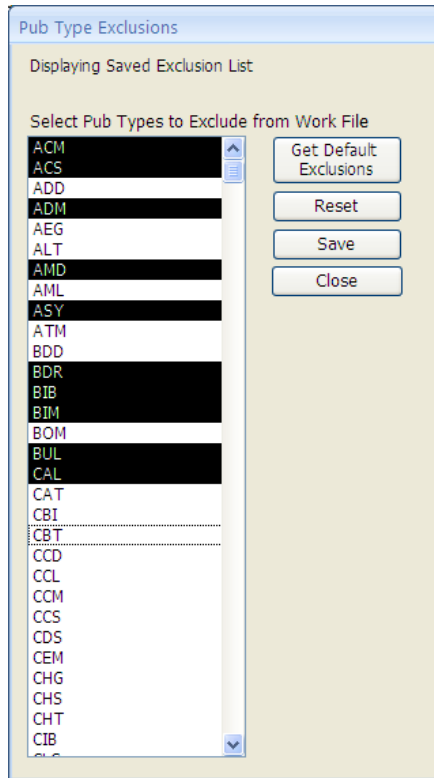 Pub Type Exclusions
Displaying Saved Exclusion List
Select Pub Types to Exclude from Work File
ACM
ACS
ADD
ADM
AEG
ALT
AMD
AML
ASY
ATM
BDD
BDR
BIB
BIM
BOM
BUL
CAL
CAT
CBI
CBT
CCD
CCL
CCM
CCS
CDS
CEM
CHG
CHS
CHT
CIB
Get Default
Exclusions
Reset
Save
Close